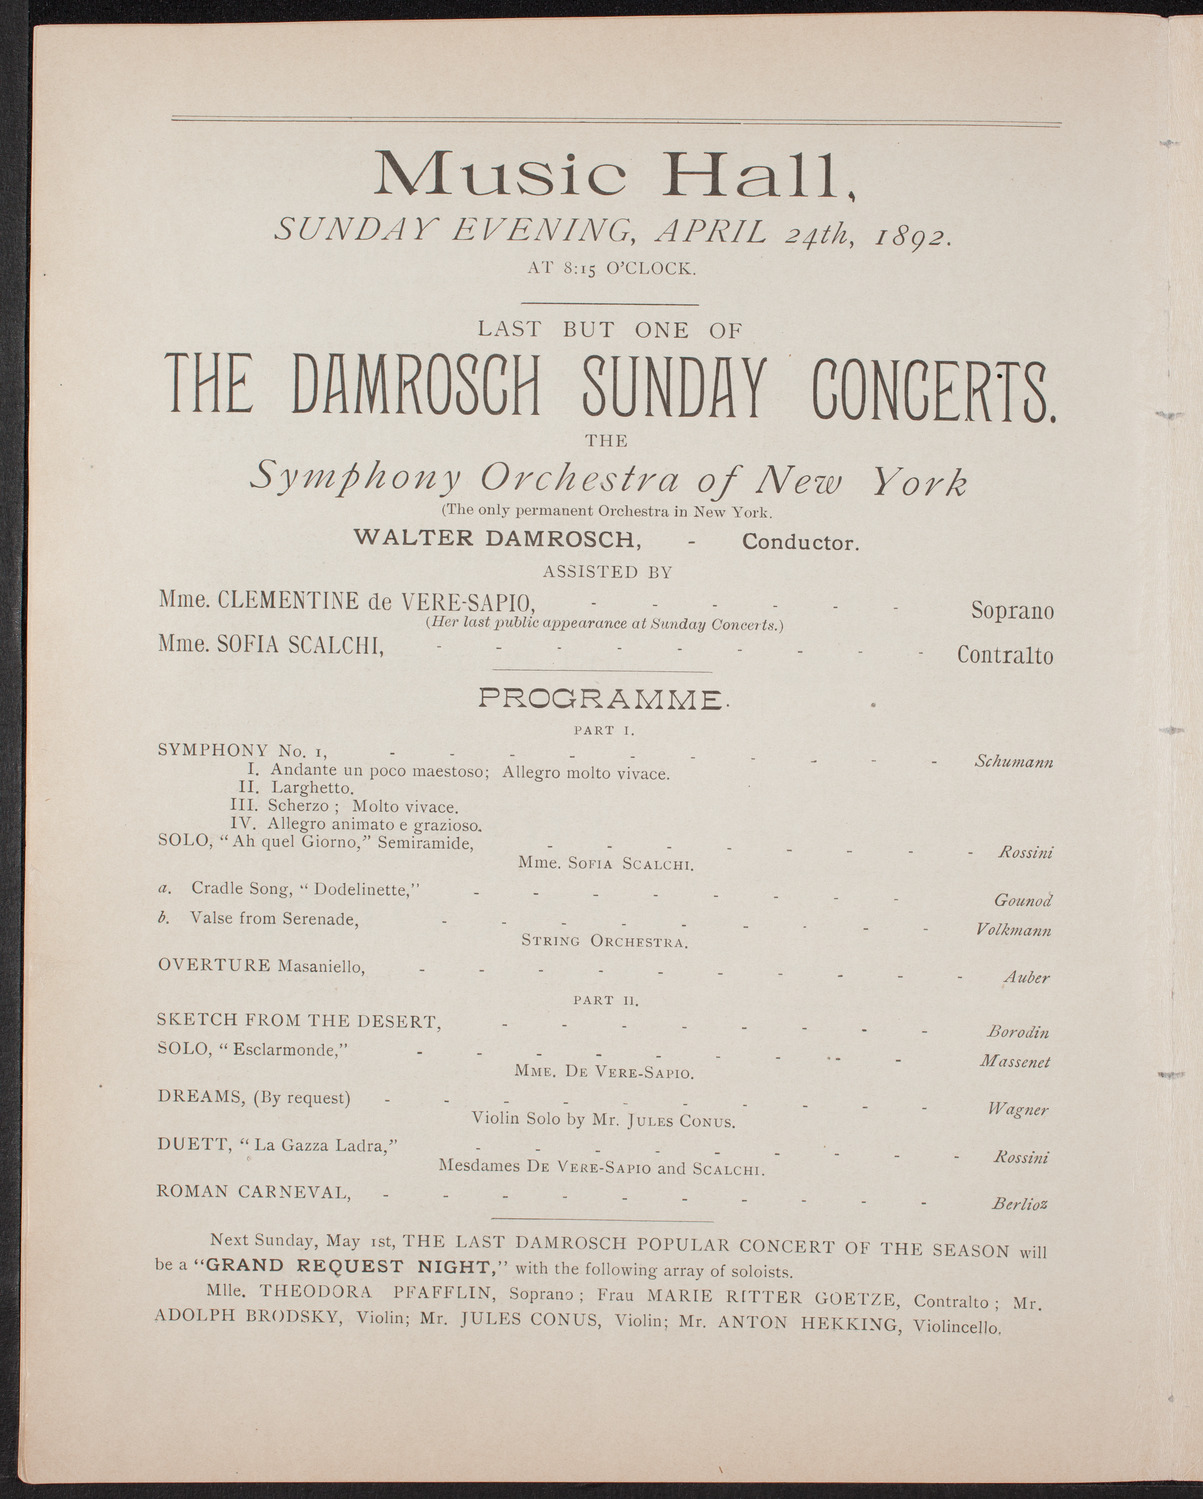 Music Hall,
SUNDAY EVENING, APRIL 24th, 1892.
AT 8:15 O'CLOCK.
LAST BUT ONE OF
THE DAMROSCH SUNDAY CONCERTS.
THE
Symphony Orchestra of New York
(The only permanent Orchestra in New York.
WALTER DAMROSCH, - Conductor.
ASSISTED BY
Mme. CLEMENTINE de VERE-SAPIO, - - - - - - Soprano
(Her last public appearance at Sunday Concerts.)
Mme. SOFIA SCALCHI, - - - - - - - - - Contralto
PROGRAMME.
PART I.
SYMPHONY No. 1, - - - - - - - - - - Schumann
I. Andante un poco maestoso; Allegro molto vivace.
II. Larghetto.
III. Scherzo; Molto vivace.
IV. Allegro animato e grazioso.
SOLO, "Ah quel Giorno," Semiramide, - - - - - - - - Rossini
Mme. SOFIA SCALCHI.
a. Cradle Song, "Dodelinette," - - - - - - - - Gounod
b. Valse from Serenade, - - - - - - - - - Volkmann
STRING ORCHESTRA.
OVERTURE Masaniello, - - - - - - - - - - Auber
PART II.
SKETCH FROM THE DESERT, - - - - - - - - Borodin
SOLO, "Esclarmonde," - - - - - - - - - Massenet
MME. DE VERE-SAPIO.
DREAMS, (By request) - - - - - - - - - - Wagner
Violin Solo by Mr. JULES CONUS.
DUETT, "La Gazza Ladra," - - - - - - - - - Rossini
Mesdames DE VERE-SAPIO and SCALCHI.
ROMAN CARNEVAL, - - - - - - - - - - Berlioz
Next Sunday, May 1st, THE LAST DAMROSCH POPULAR CONCERT OF THE SEASON will
be a "GRAND REQUEST NIGHT," with the following array of soloists.
Mlle. THEODORA PFAFFLIN, Soprano; Frau MARIE RITTER GOETZE, Contralto; Mr.
ADOLPH BRODSKY, Violin; Mr. JULES CONUS, Violin; Mr. ANTON HEKKING, Violincello.